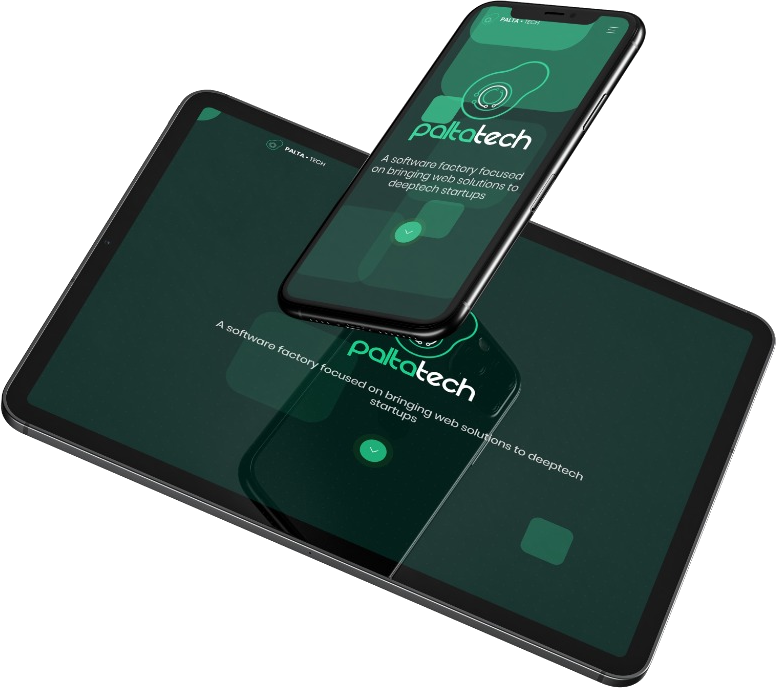 PALTA • TECH
paltatech
A software factory focused
on bringing web solutions to
deeptech startups
PALTA • TECH
paltatech
A software factory focused on bringing web solutions to deeptech
startups